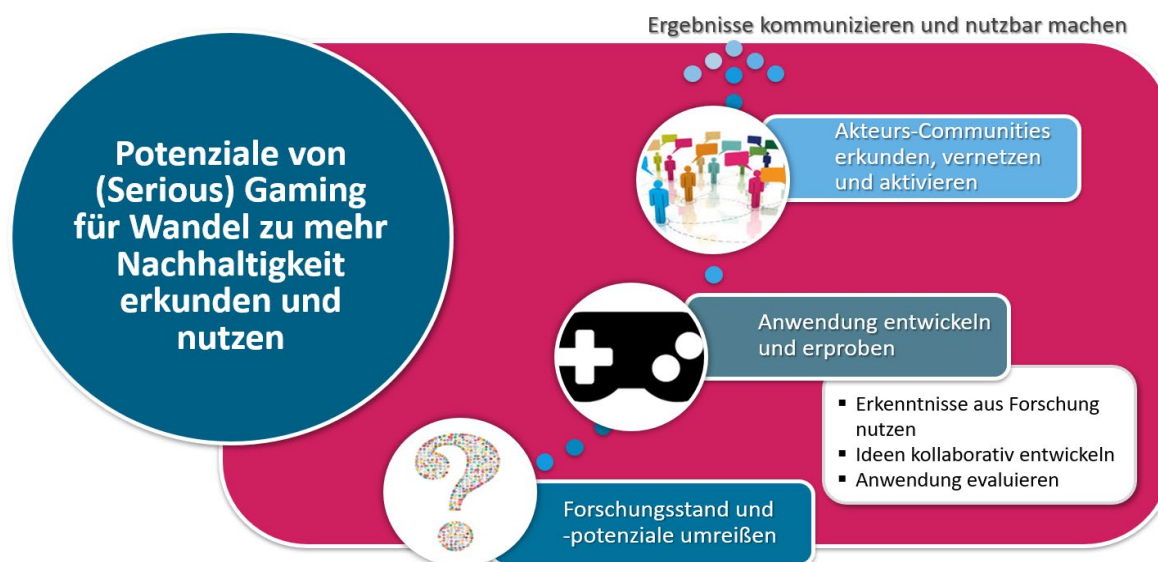 Ergebnisse kommunizieren und nutzbar machen
Potenziale von
(Serious) Gaming
für Wandel zu mehr
Nachhaltigkeit
erkunden und
nutzen
Akteurs-Communities
erkunden, vernetzen
und aktivieren
Anwendung entwickeln
und erproben
▪ Erkenntnisse aus Forschung
nutzen
▪ Ideen kollaborativ entwickeln
▪ Anwendung evaluieren
Forschungsstand und
-potenziale umreißen